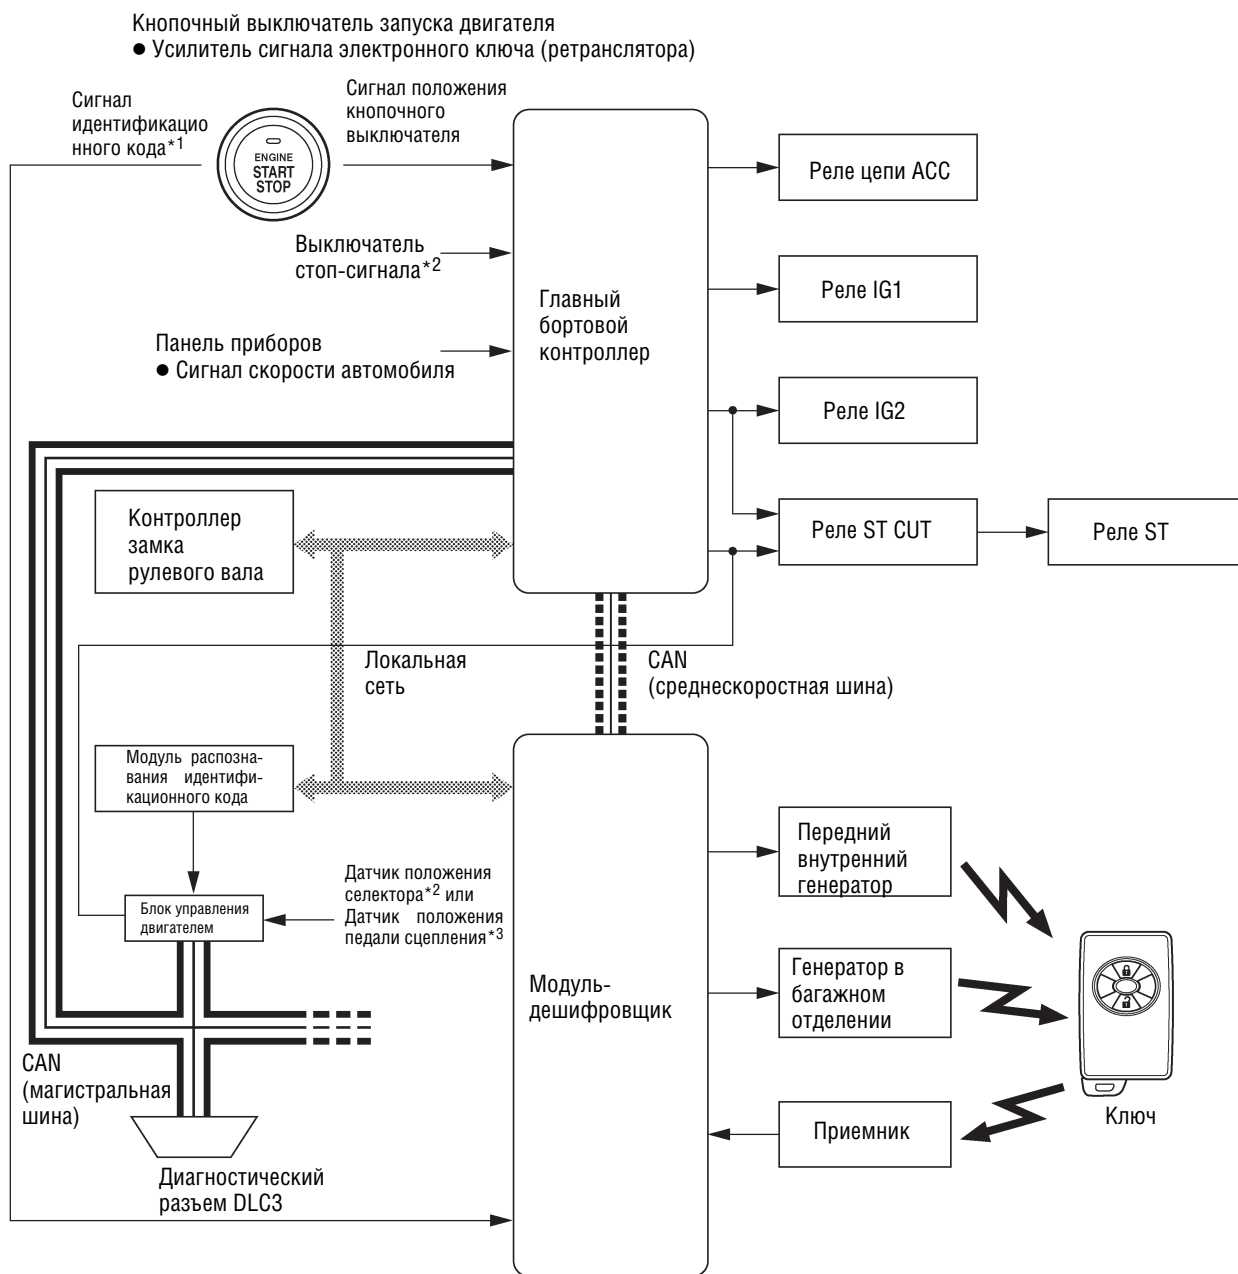 Кнопочный выключатель запуска двигателя
● Усилитель сигнала электронного ключа (ретранслятора)
Сигнал
идентификацио
нного кода*1
ENGINE
START
STOP
Сигнал положения
кнопочного
выключателя
Выключатель
стоп-сигнала*2
Панель приборов
● Сигнал скорости автомобиля
Главный
бортовой
контроллер
Реле цепи ACC
Реле IG1
Реле IG2
Реле ST CUT
Реле ST
Контроллер
замка
рулевого вала
Локальная
сеть
CAN
(среднескоростная шина)
Модуль распозна-
вания идентифи-
кационного кода
Датчик положения
селектора*2 или
Датчик положения
педали сцепления*3
Блок управления
двигателем
Модуль-
дешифровщик
Передний
внутренний
генератор
Генератор в
багажном
отделении
Приемник
Ключ
CAN
(магистральная
шина)
Диагностический
разъем DLC3